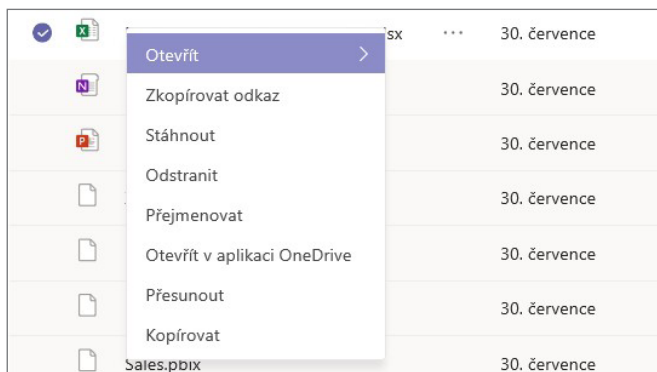 sx ··· 30. července
Otevřít
Zkopírovat odkaz
30. července
Stáhnout
30. července
Odstranit
Přejmenovat
30. července
Otevřít v aplikaci OneDrive
30. července
Přesunout
30. července
Kopírovat
Sales.pbix 30. července